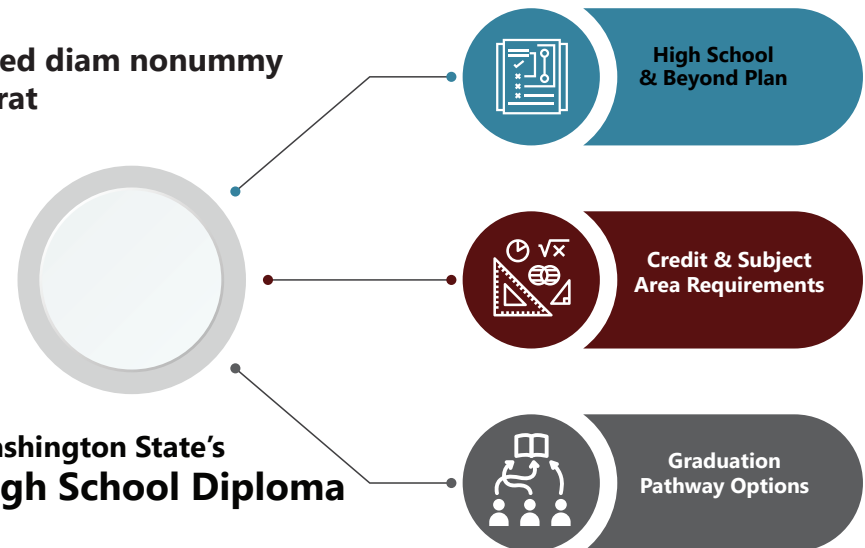 ed diam nonummy
rat
High School
& Beyond Plan
Credit & Subject
Area Requirements
ashington State's
gh School Diploma
Graduation
Pathway Options